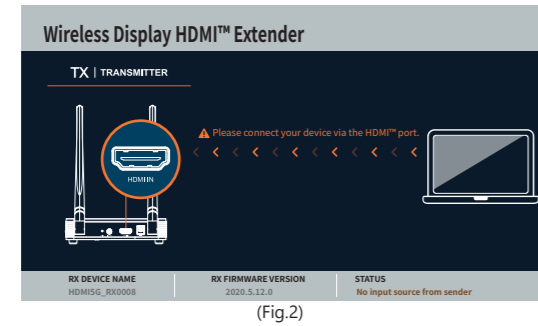 Wireless Display HDMI™ Extender
TX | TRANSMITTER
Please connect your device via the HDMI™ port.
HDMI IN
RX DEVICE NAME
HDMI5G_RX0008
RX FIRMWARE VERSION
2020.5.12.0
STATUS
No input source from sender
(Fig.2)